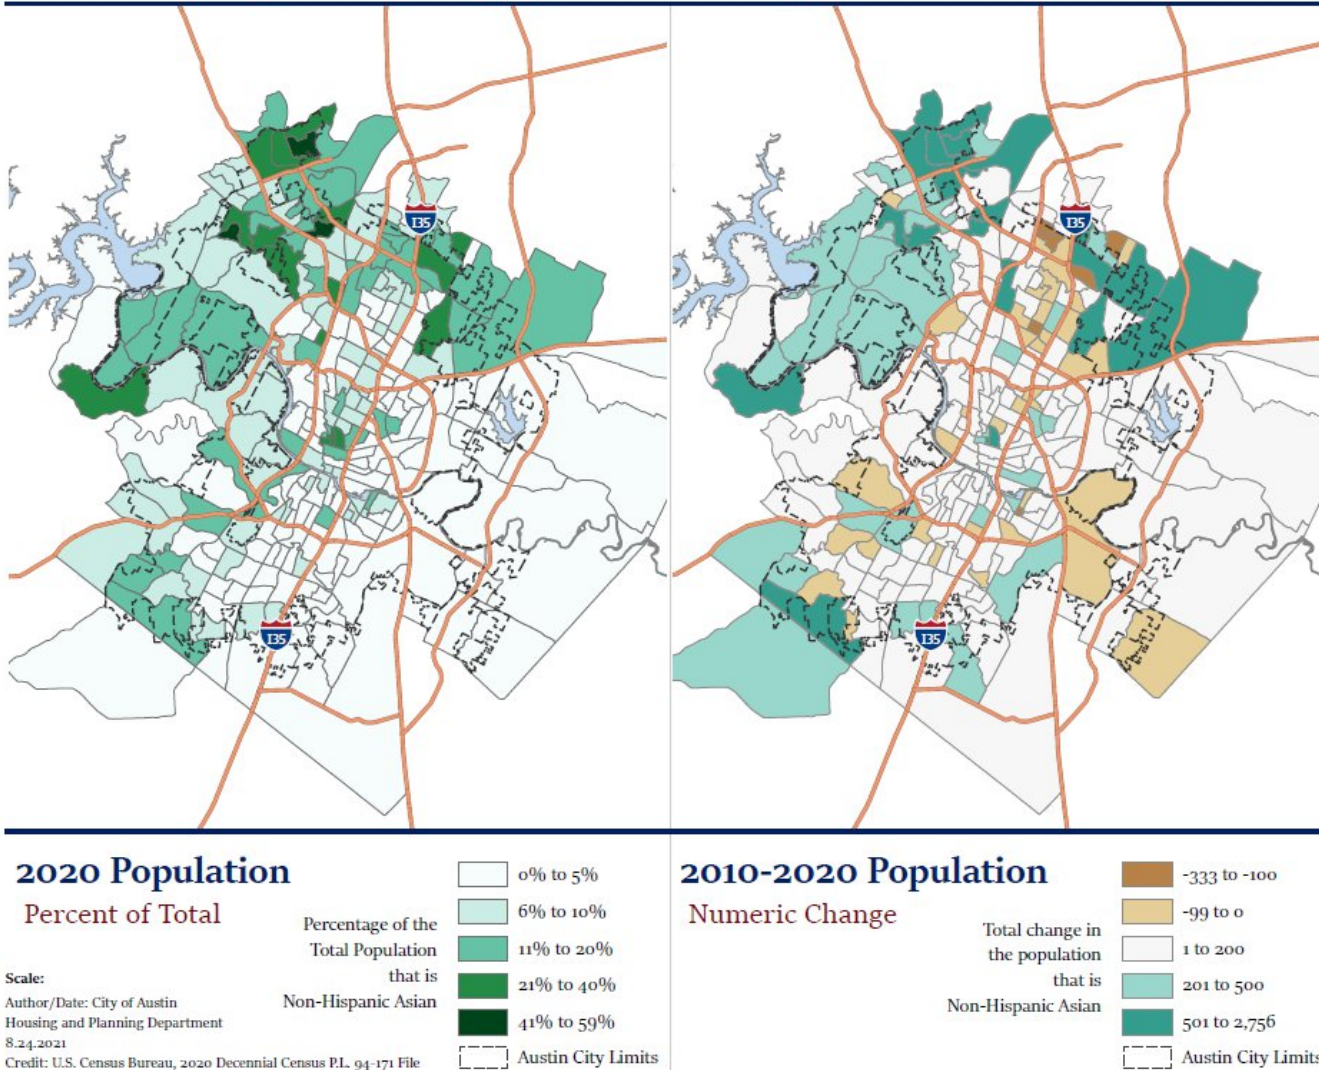 I35
I35
I35
I35
2020 Population
Percent of Total
Percentage of the
Total Population
that is
Non-Hispanic Asian
0% to 5%
6% to 10%
11% to 20%
21% to 40%
41% to 59%
Austin City Limits
Scale:
Author/Date: City of Austin
Housing and Planning Department
8.24.2021
Credit: U.S. Census Bureau, 2020 Decennial Census P.L. 94-171 File
2010-2020 Population
Numeric Change
Total change in
the population
that is
Non-Hispanic Asian
-333 to -100
-99 to 0
1 to 200
201 to 500
501 to 2,756
Austin City Limits